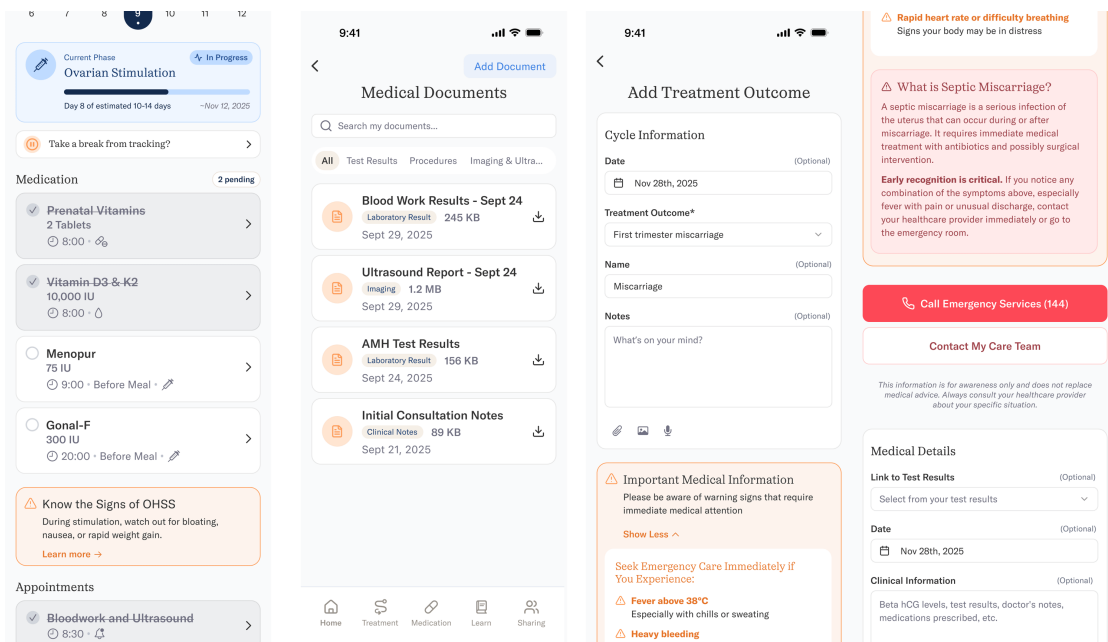 6 7 8 9 10 11 12
Current Phase
In Progress
Ovarian Stimulation
Day 8 of estimated 10-14 days
~Nov 12, 2025
Take a break from tracking?
Medication
2 pending
Prenatal Vitamins
2 Tablets
8:00 •
Vitamin D3 & K2
10,000 IU
8:00 •
Menopur
75 IU
9:00 • Before Meal •
Gonal-F
300 IU
20:00 • Before Meal •
Know the Signs of OHSS
During stimulation, watch out for bloating,
nausea, or rapid weight gain.
Learn more →
Appointments
Bloodwork and Ultrasound
8:30 •
9:41
Add Document
Medical Documents
Search my documents...
All Test Results Procedures Imaging & Ultra...
Blood Work Results - Sept 24
Laboratory Result 245 KB
Sept 29, 2025
Ultrasound Report - Sept 24
Imaging 1.2 MB
Sept 29, 2025
AMH Test Results
Laboratory Result 156 KB
Sept 24, 2025
Initial Consultation Notes
Clinical Notes 89 KB
Sept 21, 2025
Home Treatment Medication Learn Sharing
9:41
Add Treatment Outcome
Cycle Information
Date (Optional)
Nov 28th, 2025
Treatment Outcome*
First trimester miscarriage
Name (Optional)
Miscarriage
Notes (Optional)
What's on your mind?
Important Medical Information
Please be aware of warning signs that require
immediate medical attention
Show Less
Seek Emergency Care Immediately if
You Experience:
Fever above 38°C
Especially with chills or sweating
Heavy bleeding
Rapid heart rate or difficulty breathing
Signs your body may be in distress
What is Septic Miscarriage?
A septic miscarriage is a serious infection of
the uterus that can occur during or after
miscarriage. It requires immediate medical
treatment with antibiotics and possibly surgical
intervention.
Early recognition is critical. If you notice any
combination of the symptoms above, especially
fever with pain or unusual discharge, contact
your healthcare provider immediately or go to
the emergency room.
Call Emergency Services (144)
Contact My Care Team
This information is for awareness only and does not replace
medical advice. Always consult your healthcare provider
about your specific situation.
Medical Details
Link to Test Results (Optional)
Select from your test results
Date (Optional)
Nov 28th, 2025
Clinical Information (Optional)
Beta hCG levels, test results, doctor's notes,
medications prescribed, etc.